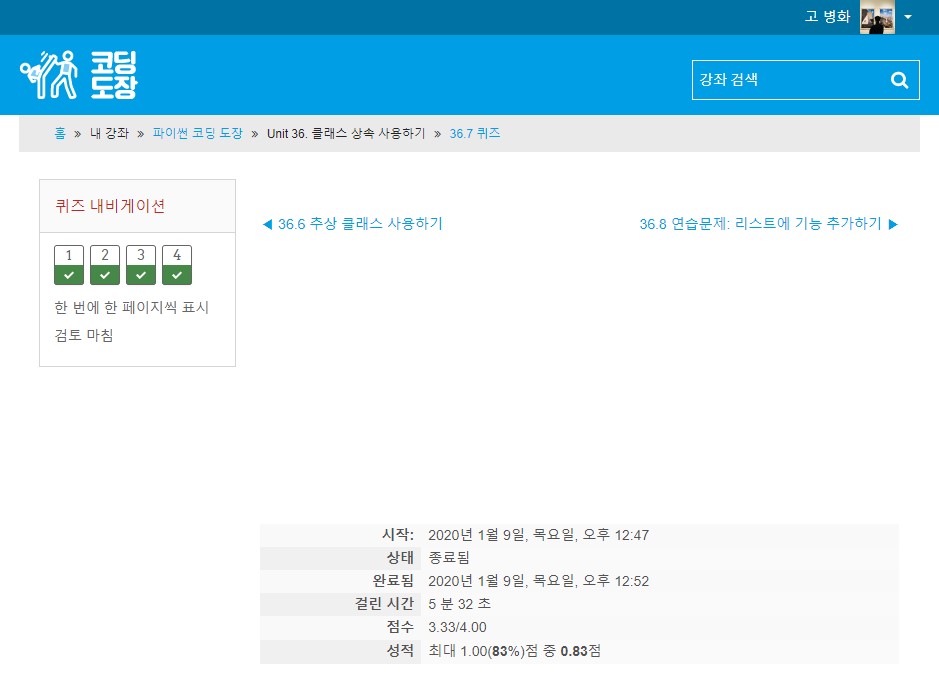 고 병화
코딩
도장
강좌 검색
홈 » 내 강좌 » 파이썬 코딩 도장 » Unit 36. 클래스 상속 사용하기 » 36.7 퀴즈
퀴즈 내비게이션
1 2 3 4
한 번에 한 페이지씩 표시
검토 마침
◀ 36.6 추상 클래스 사용하기
36.8 연습문제: 리스트에 기능 추가하기 ▶
시작: 2020년 1월 9일, 목요일, 오후 12:47
상태 종료됨
완료됨 2020년 1월 9일, 목요일, 오후 12:52
걸린 시간 5 분 32 초
점수 3.33/4.00
성적 최대 1.00(83%)점 중 0.83점